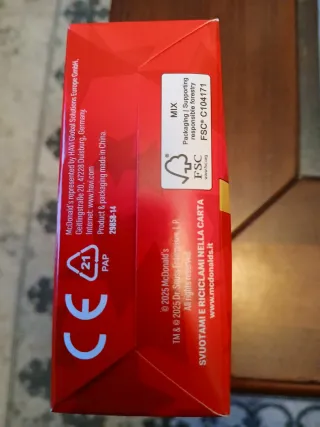 McDonald's represented by HAVI Global Solutions Europe GmbH,
Geitlingstraße 20, 47228 Duisburg, Germany.
Internet: www.havi.com
Product & packaging made in China.
29858-14
21
PAP
CE
MIX
Packaging | Supporting
responsible forestry
FSC® C104171
FSC
© 2025 McDonald's
TM & © 2025 Dr. Seuss Enterprises, L.P.
All rights reserved.
SVUOTAMI E RICICLAMI NELLA CARTA
www.mcdonalds.it